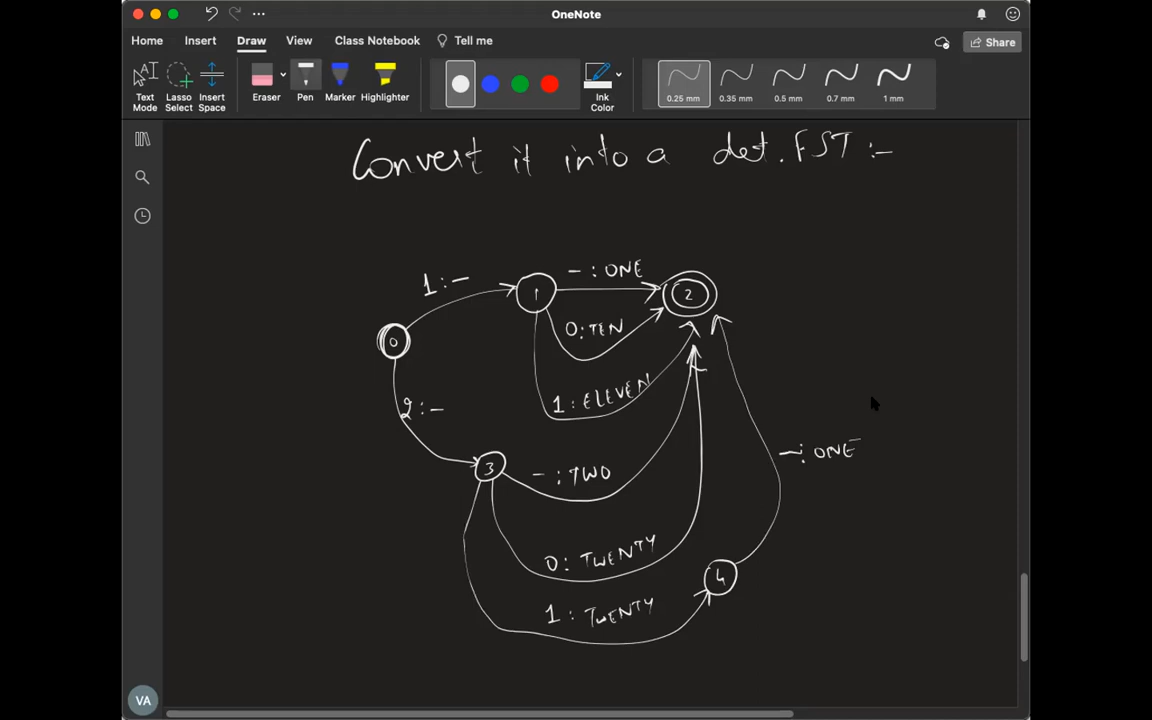 OneNote
Home Insert Draw View Class Notebook Tell me
Share
Text Mode
Lasso Select
Insert Space
Eraser
Pen
Marker
Highlighter
Ink Color
0.25 mm
0.35 mm
0.5 mm
0.7 mm
1 mm
Convert it into a det. FST :-
1:-
- : ONE
0
1
2
0: TEN
1: ELEVEN
2:-
3
- : TWO
- : ONE
0: TWENTY
4
1: TWENTY
VA